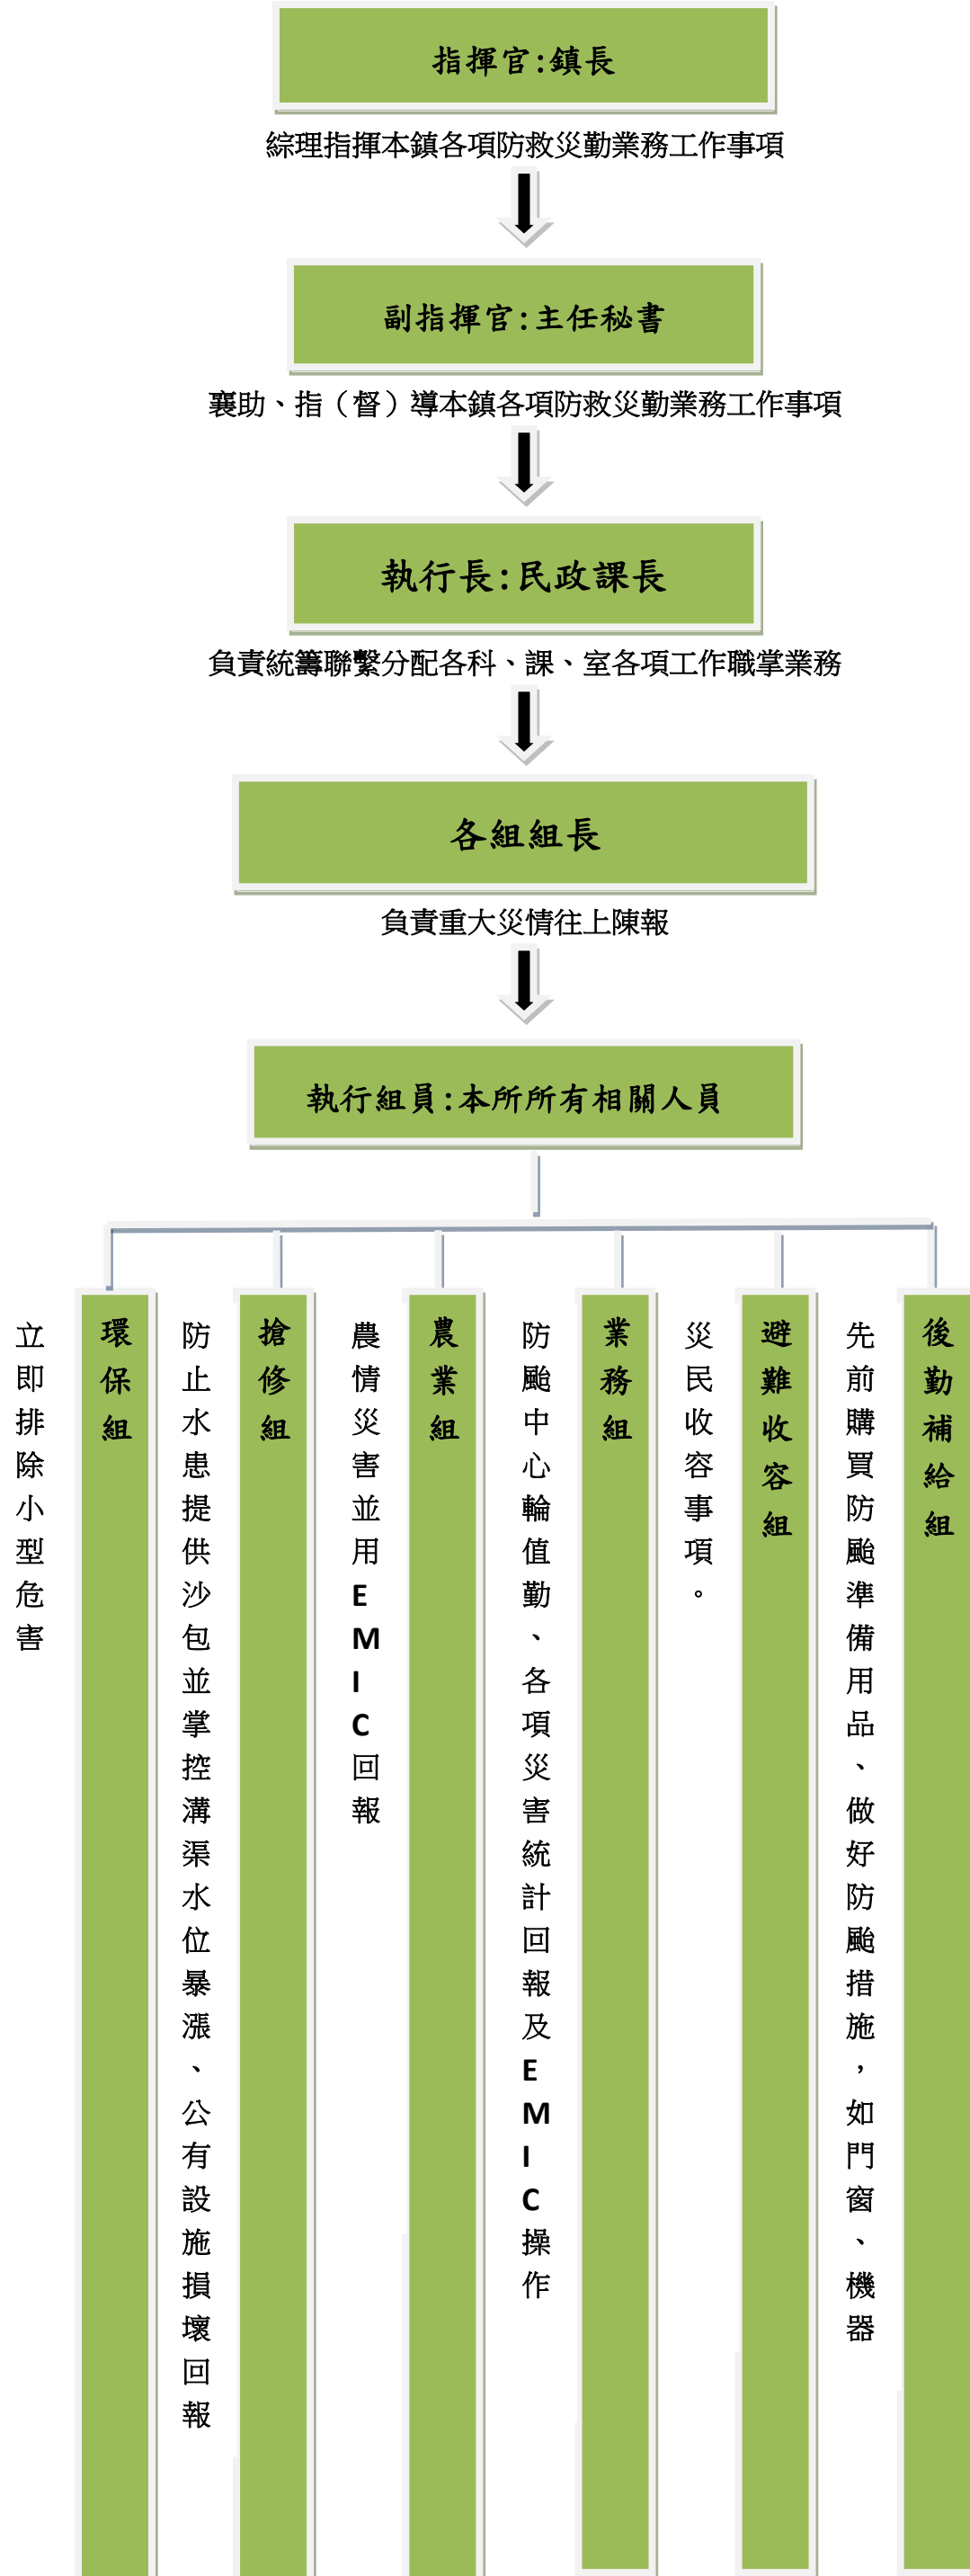 指揮官:鎮長
綜理指揮本鎮各項防救災勤業務工作事項
副指揮官:主任秘書
襄助、指（督）導本鎮各項防救災勤業務工作事項
執行長:民政課長
負責統籌聯繫分配各科、課、室各項工作職掌業務
各組組長
負責重大災情往上陳報
執行組員:本所所有相關人員
環保組
立即排除小型危害
搶修組
防止水患提供沙包並掌控溝渠水位暴漲、公有設施損壞回報
農業組
農情災害並用EMIC回報
業務組
防颱中心輪值勤、各項災害統計回報及EMIC操作
避難收容組
災民收容事項。
後勤補給組
先前購買防颱準備用品、做好防颱措施，如門窗、機器